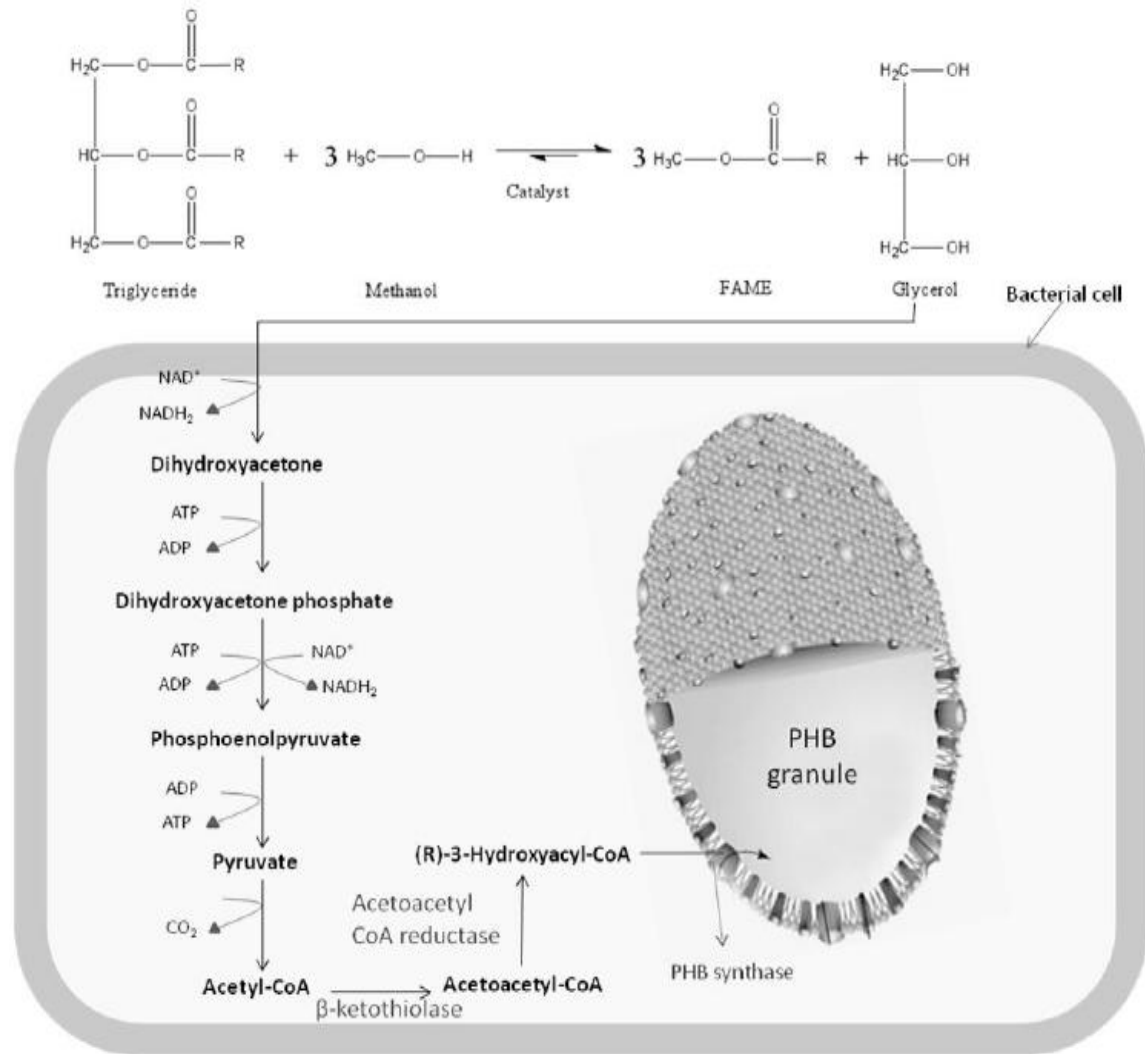 O
H₂C—O—C—R
O
HC—O—C—R + 3 H₃C—O—H
Catalyst
O
H₂C—O—C—R
O
3 H₃C—O—C—R +
H₂C—OH
HC—OH
H₂C—OH
Triglyceride Methanol FAME Glycerol
Bacterial cell
NAD⁺
NADH₂
Dihydroxyacetone
ATP
ADP
Dihydroxyacetone phosphate
ATP NAD⁺
ADP NADH₂
Phosphoenolpyruvate
ADP
ATP
Pyruvate
CO₂
Acetyl-CoA
β-ketothiolase
Acetoacetyl-CoA
Acetoacetyl
CoA reductase
(R)-3-Hydroxyacyl-CoA
PHB synthase
PHB
granule